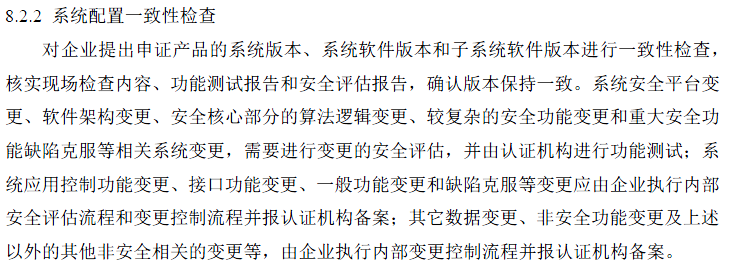 8.2.2 系统配置一致性检查
对企业提出申证产品的系统版本、系统软件版本和子系统软件版本进行一致性检查，
核实现场检查内容、功能测试报告和安全评估报告，确认版本保持一致。系统安全平台变
更、软件架构变更、安全核心部分的算法逻辑变更、较复杂的安全功能变更和重大安全功
能缺陷克服等相关系统变更，需要进行变更的安全评估，并由认证机构进行功能测试；系
统应用控制功能变更、接口功能变更、一般功能变更和缺陷克服等变更应由企业执行内部
安全评估流程和变更控制流程并报认证机构备案；其它数据变更、非安全功能变更及上述
以外的其他非安全相关的变更等，由企业执行内部变更控制流程并报认证机构备案。